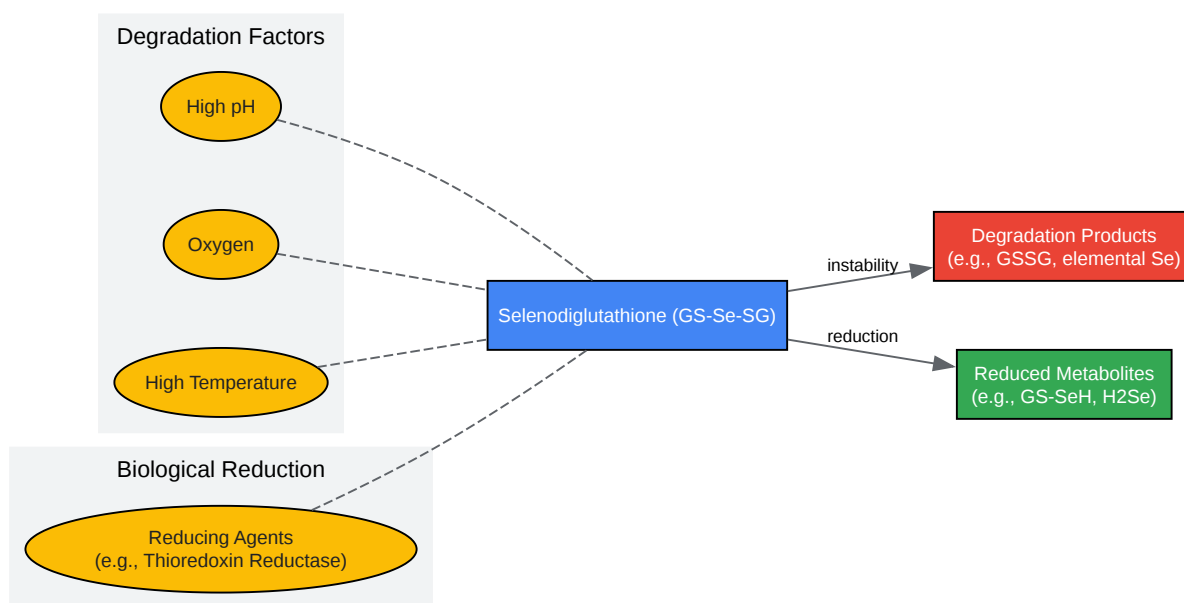 Degradation Factors
High pH
Oxygen
High Temperature
Biological Reduction
Reducing Agents
(e.g., Thioredoxin Reductase)
Selenodiglutathione (GS-Se-SG)
instability
reduction
Degradation Products
(e.g., GSSG, elemental Se)
Reduced Metabolites
(e.g., GS-SeH, H2Se)